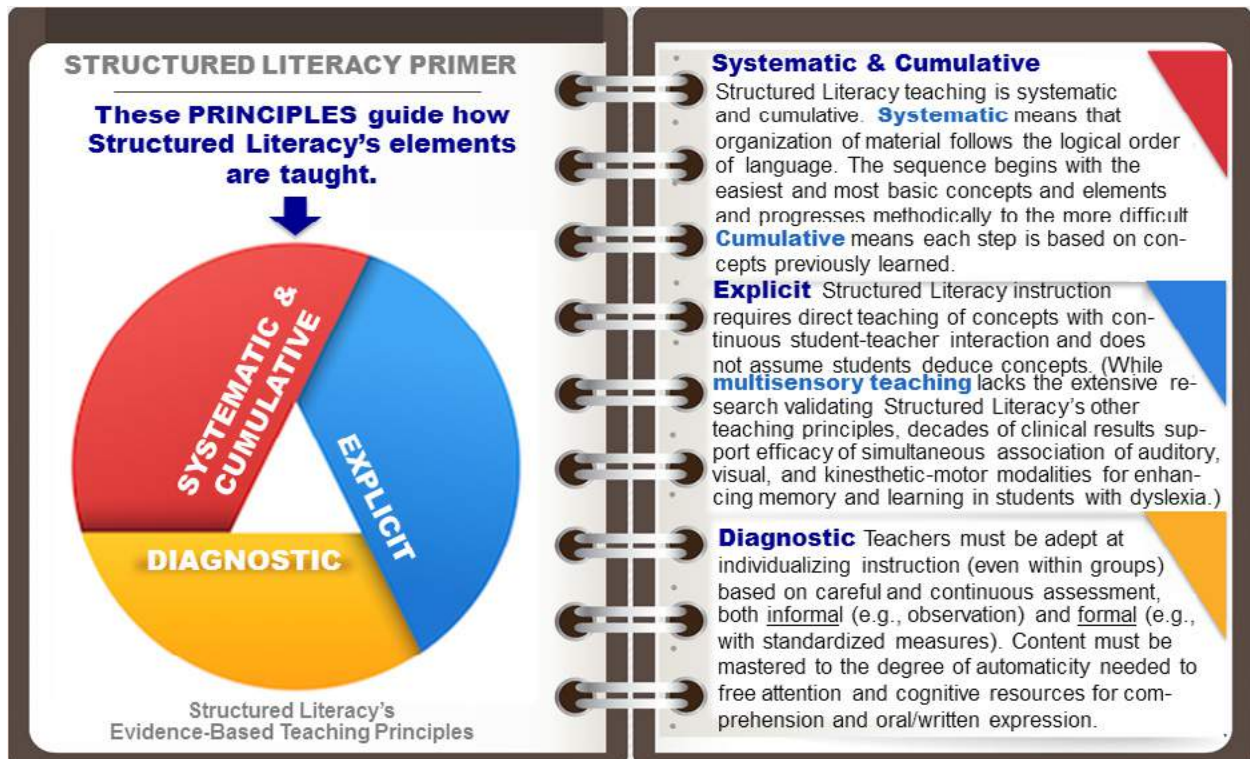 STRUCTURED LITERACY PRIMER
These PRINCIPLES guide how
Structured Literacy’s elements
are taught.
SYSTEMATIC &
CUMULATIVE
EXPLICIT
DIAGNOSTIC
Structured Literacy’s
Evidence-Based Teaching Principles
Systematic & Cumulative
Structured Literacy teaching is systematic
and cumulative. Systematic means that
organization of material follows the logical order
of language. The sequence begins with the
easiest and most basic concepts and elements
and progresses methodically to the more difficult
Cumulative means each step is based on con-
cepts previously learned.
Explicit Structured Literacy instruction
requires direct teaching of concepts with con-
tinuous student-teacher interaction and does
not assume students deduce concepts. (While
multisensory teaching lacks the extensive re-
search validating Structured Literacy’s other
teaching principles, decades of clinical results sup-
port efficacy of simultaneous association of auditory,
visual, and kinesthetic-motor modalities for enhan-
cing memory and learning in students with dyslexia.)
Diagnostic Teachers must be adept at
individualizing instruction (even within groups)
based on careful and continuous assessment,
both informal (e.g., observation) and formal (e.g.,
with standardized measures). Content must be
mastered to the degree of automaticity needed to
free attention and cognitive resources for com-
prehension and oral/written expression.